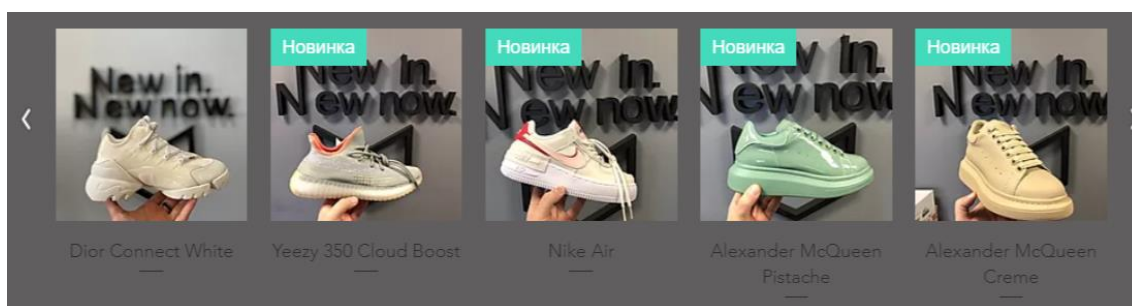 New in.
New now.
Dior Connect White
Новинка
New in.
New now.
Yeezy 350 Cloud Boost
Новинка
New in.
New now.
Nike Air
Новинка
New in.
New now
Alexander McQueen
Pistache
Новинка
New in.
New now
Alexander McQueen
Creme